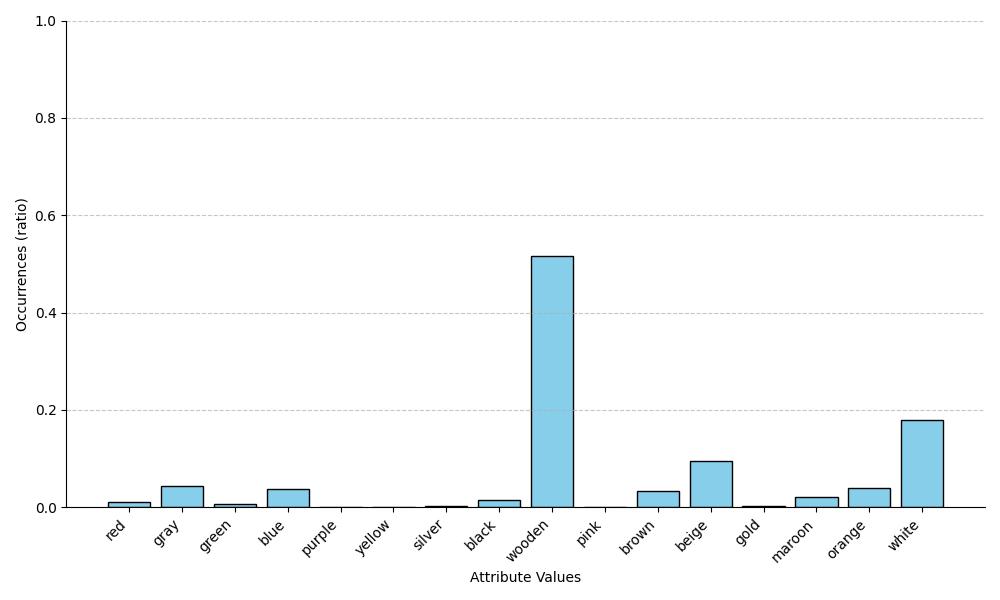 1.0
0.8
0.6
0.4
0.2
0.0
Occurrences (ratio)
red
gray
green
blue
purple
yellow
silver
black
wooden
pink
brown
beige
gold
maroon
orange
white
Attribute Values